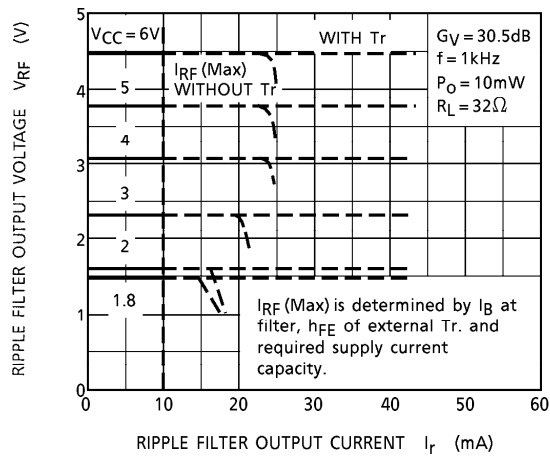 RIPPLE FILTER OUTPUT VOLTAGE VRF (V)
5
4
3
2
1
0
VCC = 6V
5
4
3
2
1.8
WITH Tr
IRF (Max)
WITHOUT Tr
GV = 30.5dB
f = 1kHz
PO = 10mW
RL = 32Ω
IRF (Max) is determined by IB at
filter, hFE of external Tr. and
required supply current
capacity.
0 10 20 30 40 50 60
RIPPLE FILTER OUTPUT CURRENT Ir (mA)